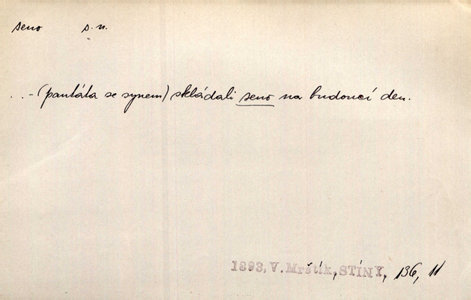 seno s. n.
...-(pantáta se synem) skládali seno na budoucí den.
1893, V. Mrštík, STÍNY, 136, 11